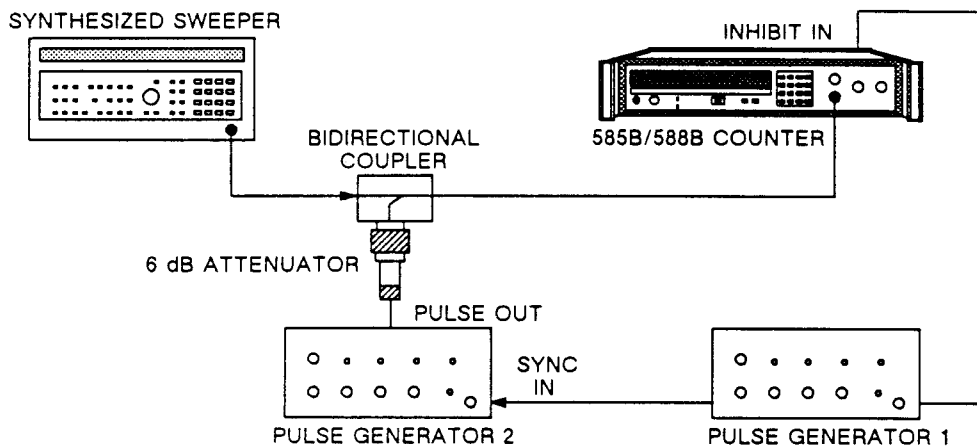 SYNTHESIZED SWEEPER
INHIBIT IN
585B/588B COUNTER
BIDIRECTIONAL
COUPLER
6 dB ATTENUATOR
PULSE OUT
SYNC
IN
PULSE GENERATOR 2
PULSE GENERATOR 1